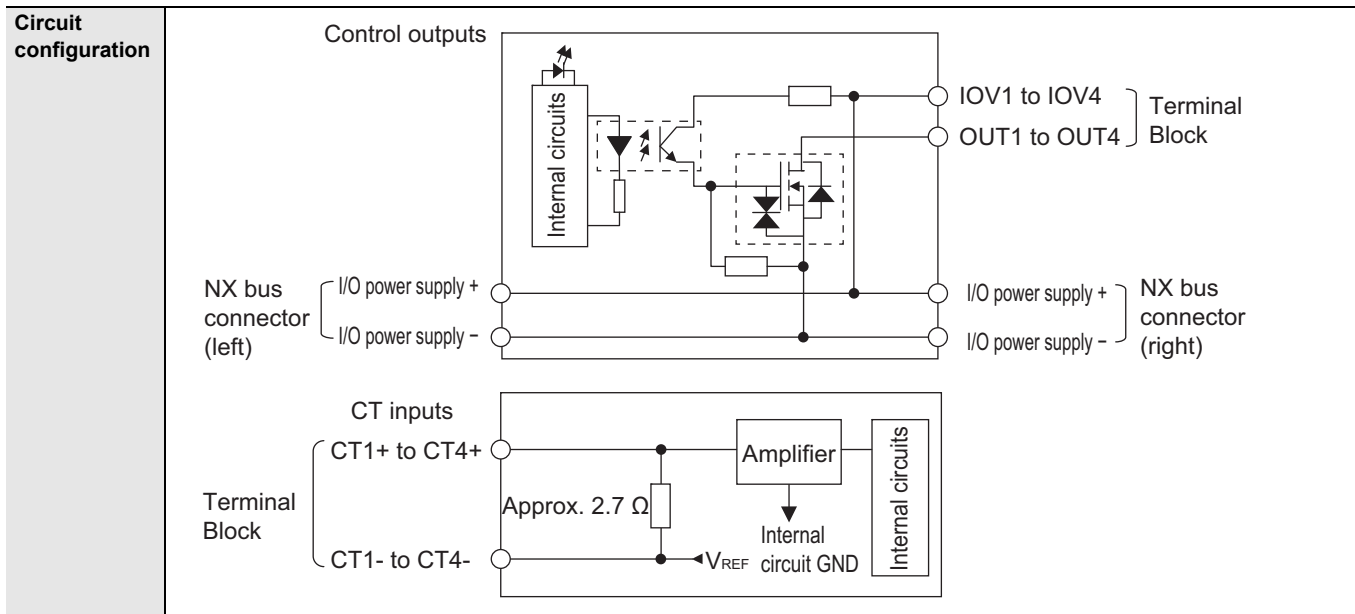 Circuit
configuration
Control outputs
Internal circuits
IOV1 to IOV4
OUT1 to OUT4
Terminal
Block
NX bus
connector
(left)
I/O power supply +
I/O power supply −
I/O power supply +
I/O power supply −
NX bus
connector
(right)
CT inputs
CT1+ to CT4+
Terminal
Block
CT1- to CT4-
Approx. 2.7 Ω
Amplifier
Internal
circuit GND
VREF
Internal circuits